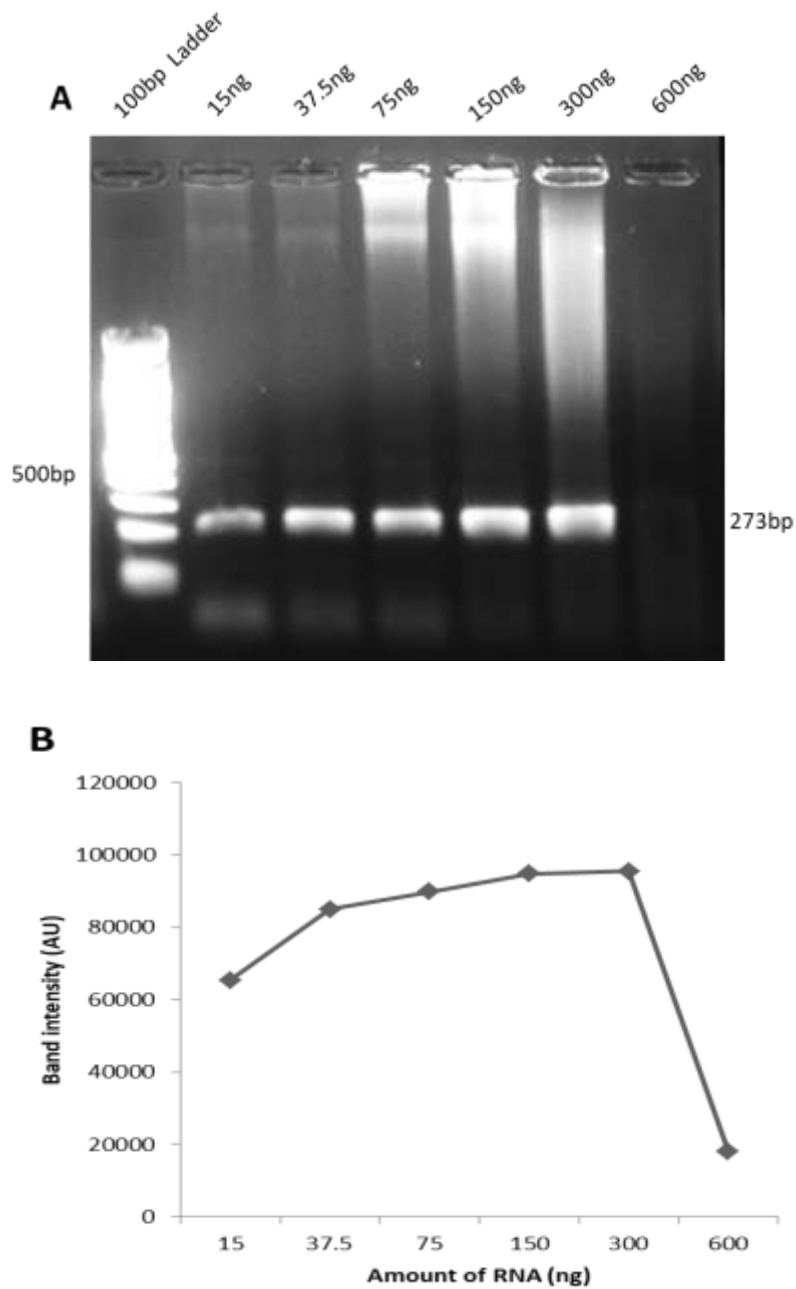 A
100bp Ladder
15ng
37.5ng
75ng
150ng
300ng
600ng
500bp
273bp
B
120000
100000
80000
60000
40000
20000
0
Band intensity (AU)
15 37.5 75 150 300 600
Amount of RNA (ng)